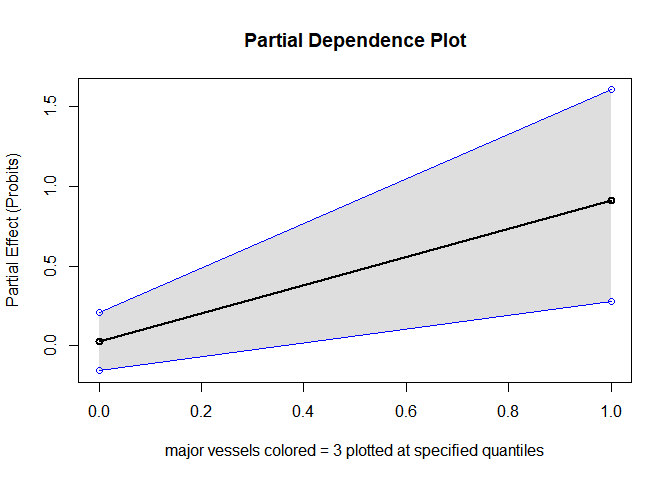 Partial Dependence Plot
Partial Effect (Probits)
1.5
1.0
0.5
0.0
0.0 0.2 0.4 0.6 0.8 1.0
major vessels colored = 3 plotted at specified quantiles